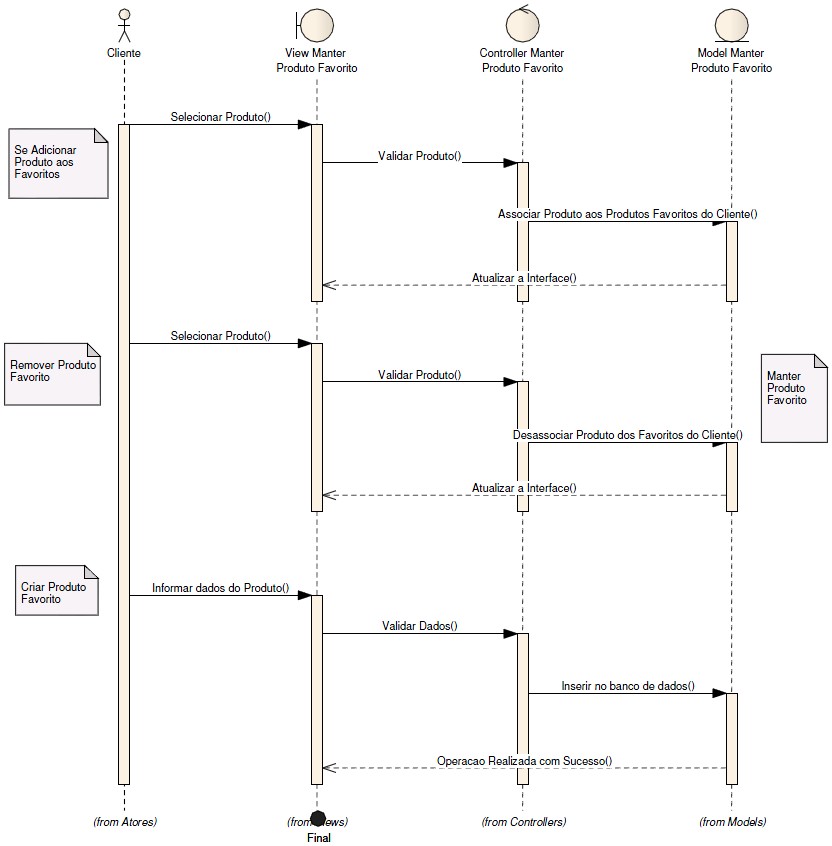 Cliente
View Manter
Produto Favorito
Controller Manter
Produto Favorito
Model Manter
Produto Favorito
Selecionar Produto()
Se Adicionar
Produto aos
Favoritos
Validar Produto()
Associar Produto aos Produtos Favoritos do Cliente()
Atualizar a Interface()
Selecionar Produto()
Remover Produto
Favorito
Validar Produto()
Manter
Produto
Favorito
Desassociar Produto dos Favoritos do Cliente()
Atualizar a Interface()
Criar Produto
Favorito
Informar dados do Produto()
Validar Dados()
Inserir no banco de dados()
Operacao Realizada com Sucesso()
(from Atores)
(from
(from Controllers)
(from Models)
Final